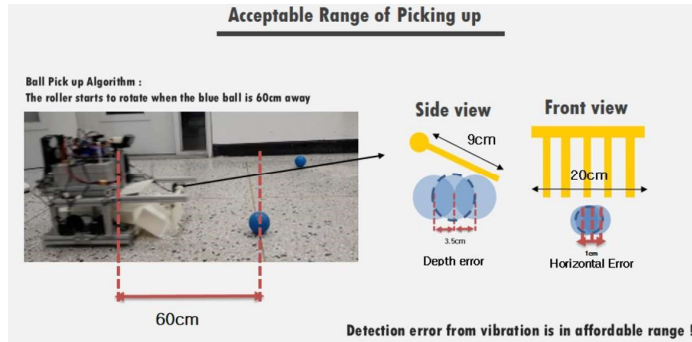 Acceptable Range of Picking up
Ball Pick up Algorithm :
The roller starts to rotate when the blue ball is 60cm away
Side view
Front view
9cm
20cm
3.5cm
1cm
Depth error
Horizontal Error
60cm
Detection error from vibration is in affordable range !